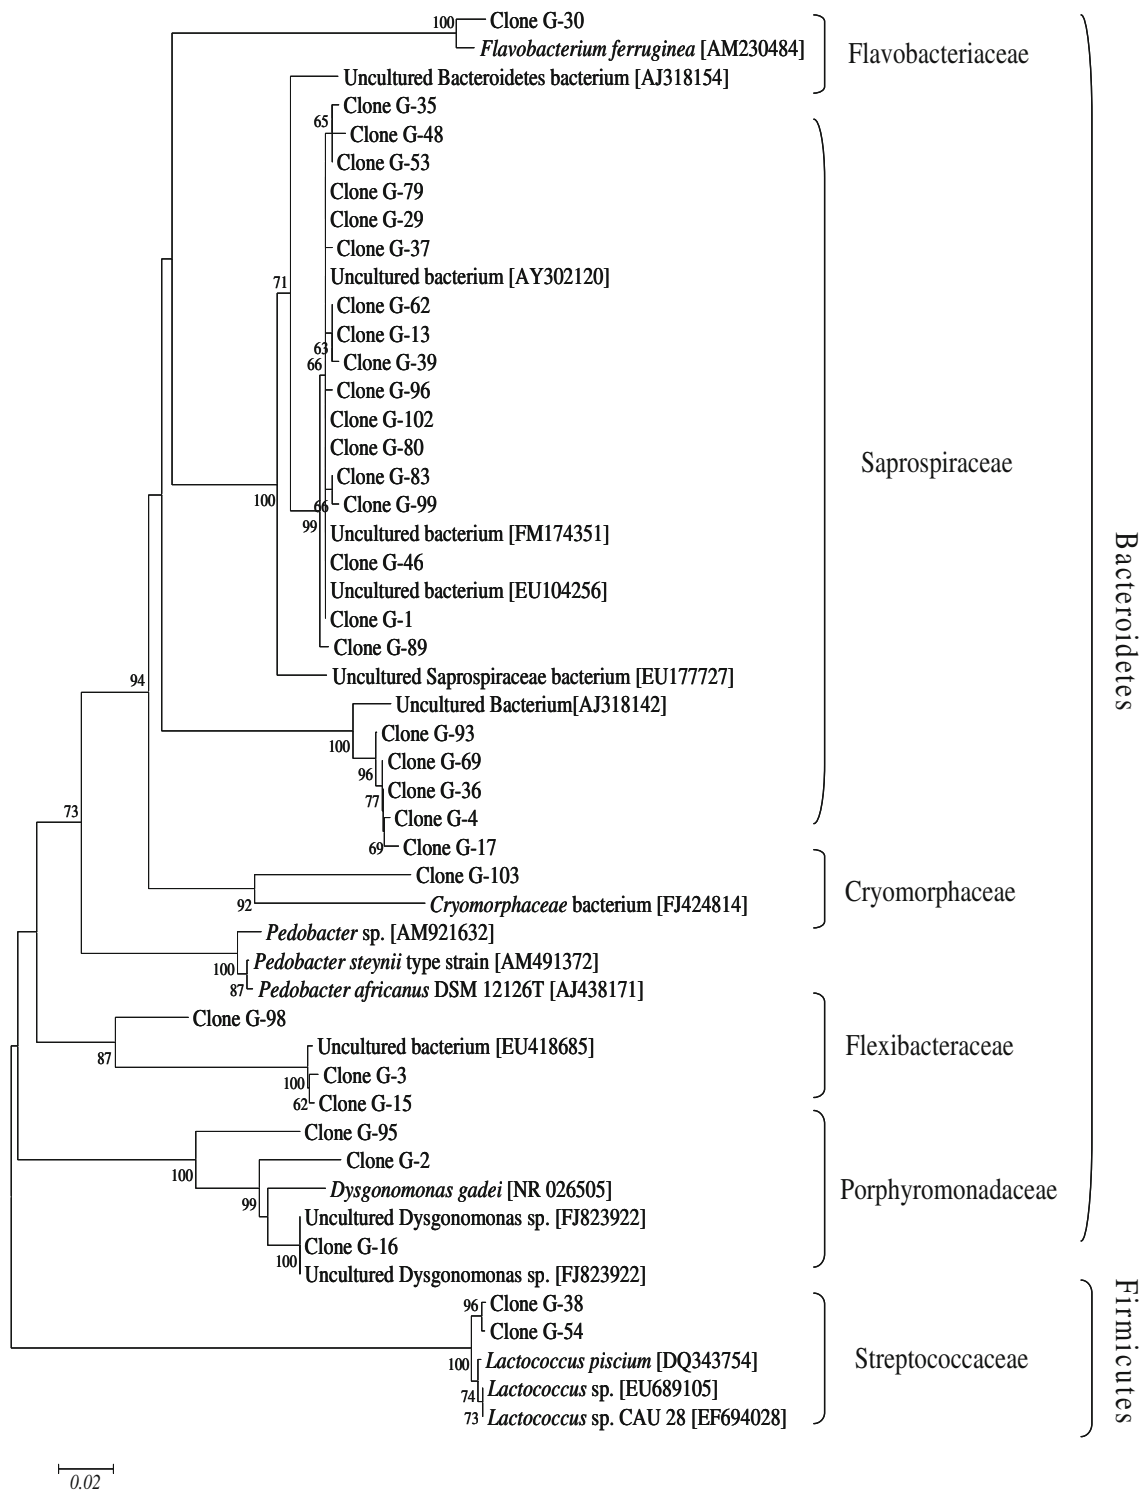 100
Clone G-30
Flavobacterium ferruginea [AM230484]
Flavobacteriaceae
Uncultured Bacteroidetes bacterium [AJ318154]
Clone G-35
65
Clone G-48
Clone G-53
Clone G-79
Clone G-29
Clone G-37
Uncultured bacterium [AY302120]
71
Clone G-62
Clone G-13
63
Clone G-39
66
Clone G-96
Clone G-102
Clone G-80
Saprospiraceae
Clone G-83
100
Clone G-99
66
99
Uncultured bacterium [FM174351]
Clone G-46
Uncultured bacterium [EU104256]
Clone G-1
Clone G-89
Bacteroidetes
Uncultured Saprospiraceae bacterium [EU177727]
94
Uncultured Bacterium[AJ318142]
Clone G-93
100
Clone G-69
96
Clone G-36
77
73
Clone G-4
Clone G-17
69
Clone G-103
Cryomorphaceae
Cryomorphaceae bacterium [FJ424814]
92
Pedobacter sp. [AM921632]
Pedobacter steynii type strain [AM491372]
100
Pedobacter africanus DSM 12126T [AJ438171]
87
Clone G-98
Flexibacteraceae
Uncultured bacterium [EU418685]
87
Clone G-3
100
Clone G-15
62
Clone G-95
Clone G-2
100
Dysgonomonas gadei [NR 026505]
Porphyromonadaceae
99
Uncultured Dysgonomonas sp. [FJ823922]
Clone G-16
100
Uncultured Dysgonomonas sp. [FJ823922]
Clone G-38
96
Clone G-54
Firmicutes
Lactococcus piscium [DQ343754]
Streptococcaceae
100
Lactococcus sp. [EU689105]
74
Lactococcus sp. CAU 28 [EF694028]
73
0.02